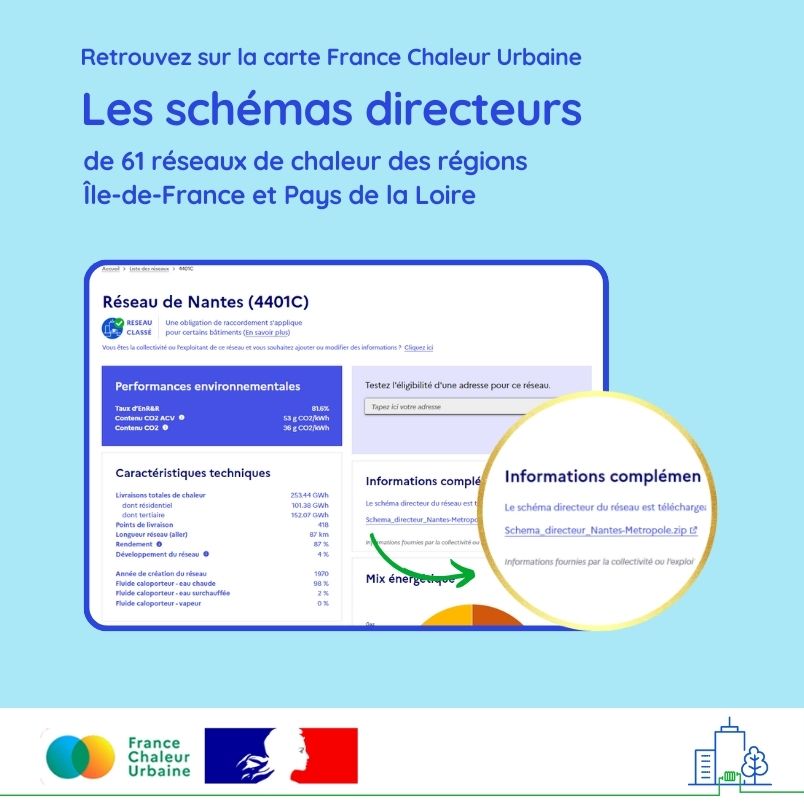 Retrouvez sur la carte France Chaleur Urbaine
Les schémas directeurs
de 61 réseaux de chaleur des régions
Île-de-France et Pays de la Loire
Accueil > Liste des réseaux > 4401C
Réseau de Nantes (4401C)
RESEAU CLASSÉ
Une obligation de raccordement s'applique
pour certains bâtiments (En savoir plus)
Vous êtes la collectivité ou l'exploitant de ce réseau et vous souhaitez ajouter ou modifier des informations ? Cliquez ici
Performances environnementales
Taux d'EnR&R 81.6%
Contenu CO2 ACV 53 g CO2/kWh
Contenu CO2 36 g CO2/kWh
Testez l'éligibilité d'une adresse pour ce réseau.
Tapez ici votre adresse
Caractéristiques techniques
Livraisons totales de chaleur 253.44 GWh
dont résidentiel 101.38 GWh
dont tertiaire 152.07 GWh
Points de livraison 418
Longueur réseau (aller) 87 km
Rendement 87 %
Développement du réseau 4 %
Année de création du réseau 1970
Fluide caloporteur - eau chaude 98 %
Fluide caloporteur - eau surchauffée 2 %
Fluide caloporteur - vapeur 0 %
Informations complé
Le schéma directeur du réseau est t
Schema_directeur_Nantes-Metropo
Informations fournies par la collectivité ou
Mix énergétique
Gaz
Informations complémen
Le schéma directeur du réseau est téléchargea
Schema_directeur_Nantes-Metropole.zip
Informations fournies par la collectivité ou l'exploi
France
Chaleur
Urbaine